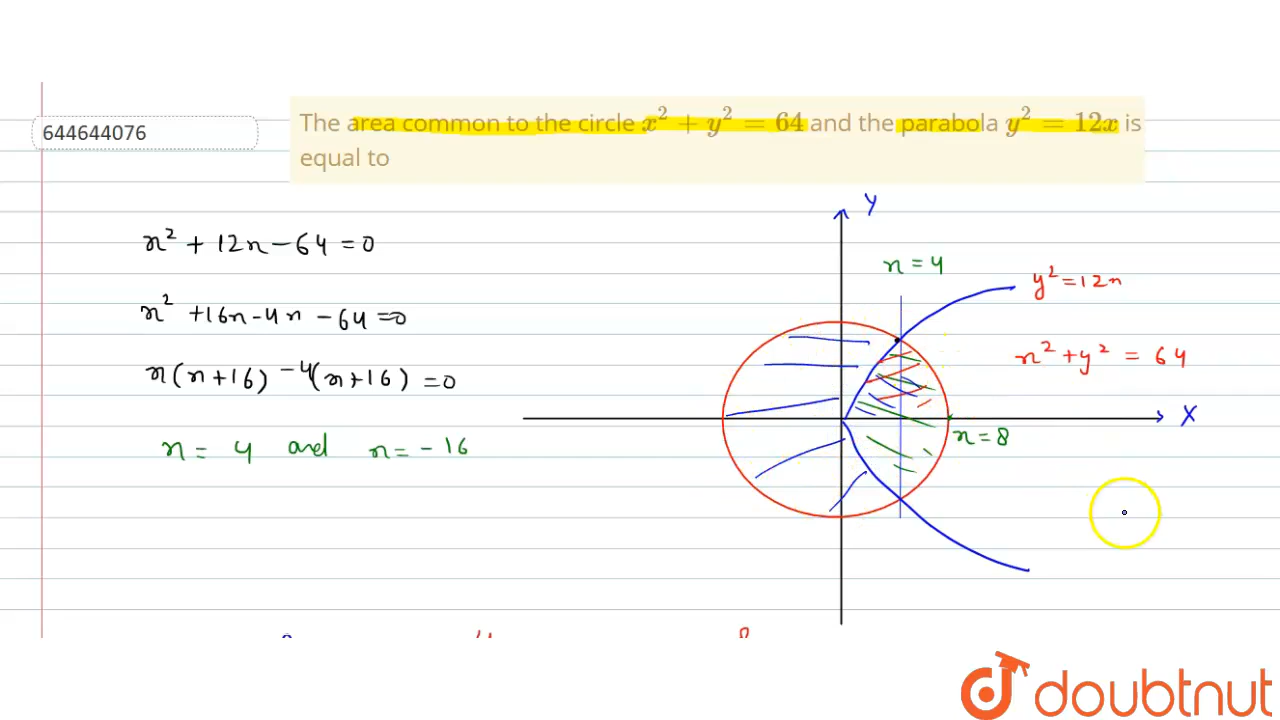 644644076
The area common to the circle x² + y² = 64 and the parabola y² = 12x is
equal to
x² + 12x - 64 = 0
x² + 16x - 4x - 64 = 0
x(x+16) - 4(x+16) = 0
x = 4 and x = -16
Y
x = 4
y² = 12x
x² + y² = 64
X
x = 8
doubtnut